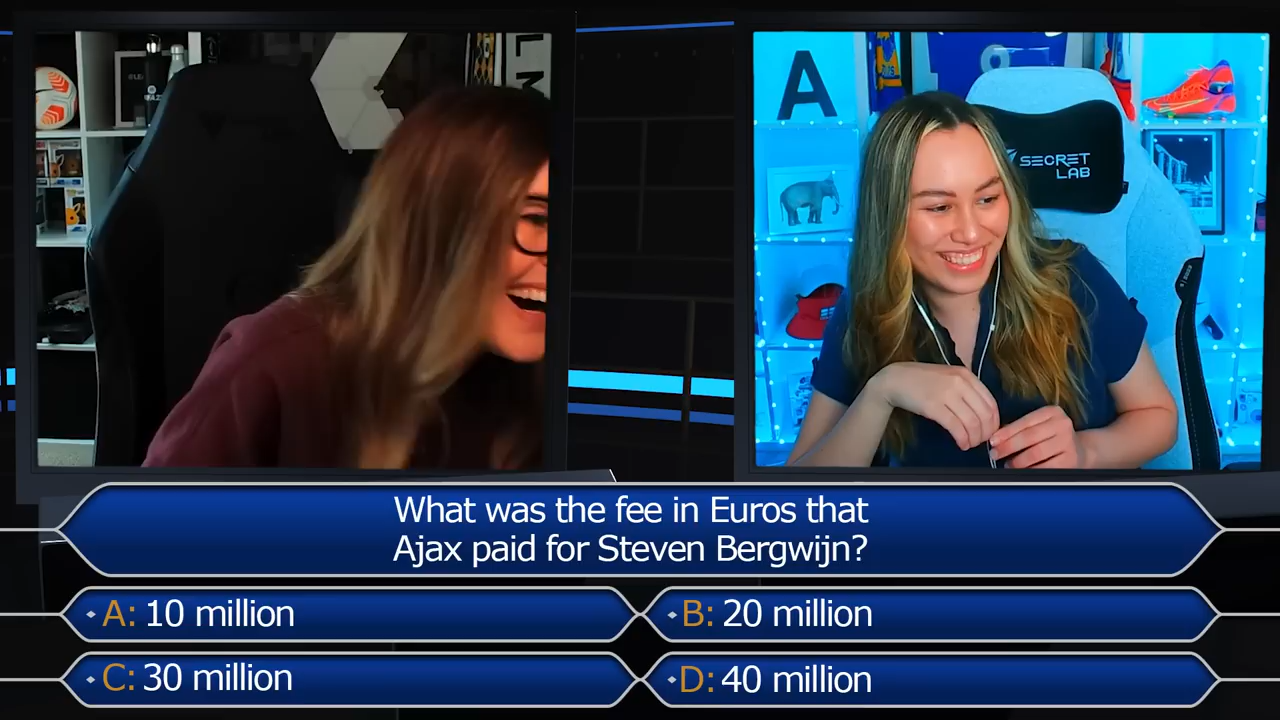 A
SECRET
LAB
What was the fee in Euros that
Ajax paid for Steven Bergwijn?
A: 10 million
B: 20 million
C: 30 million
D: 40 million